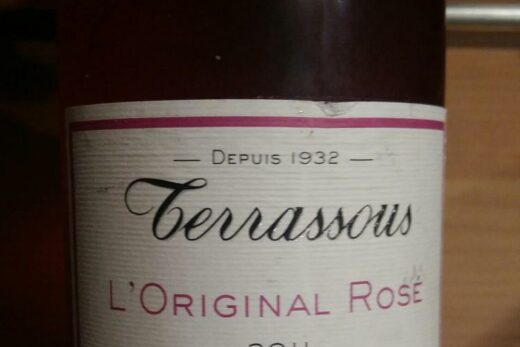 — DEPUIS 1932 —
Terrassous
L'ORIGINAL ROSÉ